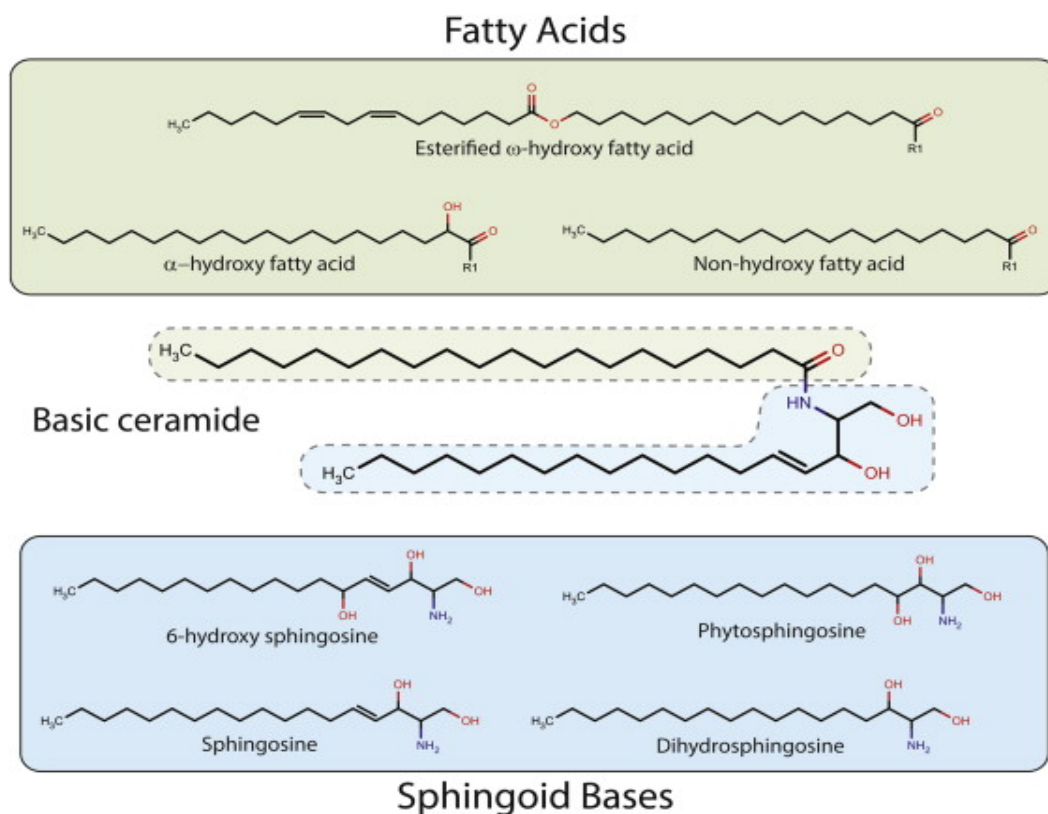 Fatty Acids
H₃C
O
O
O
R1
Esterified ω-hydroxy fatty acid
H₃C
OH
O
R1
α-hydroxy fatty acid
H₃C
O
R1
Non-hydroxy fatty acid
H₃C
O
HN
OH
Basic ceramide
H₃C
OH
H₃C
OH
OH
OH
NH₂
6-hydroxy sphingosine
H₃C
OH
OH
OH
NH₂
Phytosphingosine
H₃C
OH
OH
NH₂
Sphingosine
H₃C
OH
OH
NH₂
Dihydrosphingosine
Sphingoid Bases